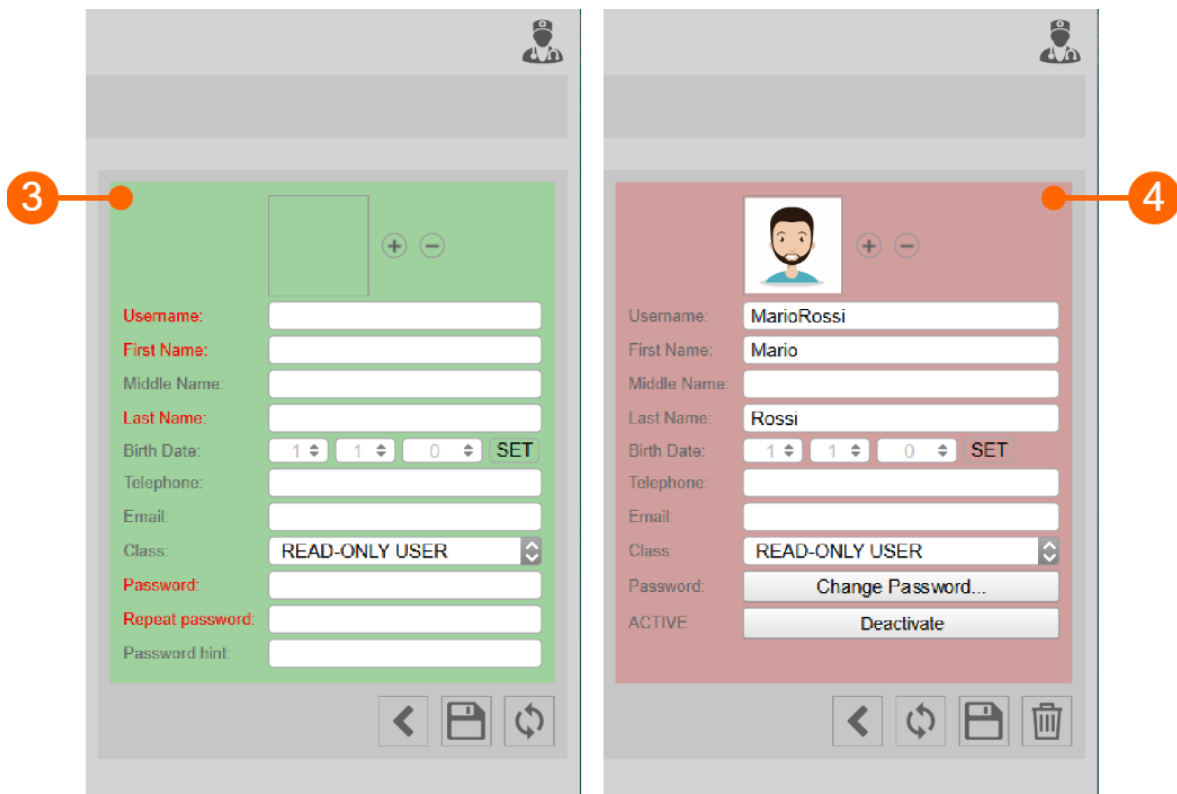 3
Username:
First Name:
Middle Name:
Last Name:
Birth Date: 1 1 0 SET
Telephone:
Email:
Class: READ-ONLY USER
Password:
Repeat password:
Password hint:
4
Username: MarioRossi
First Name: Mario
Middle Name:
Last Name: Rossi
Birth Date: 1 1 0 SET
Telephone:
Email:
Class: READ-ONLY USER
Password: Change Password...
ACTIVE Deactivate